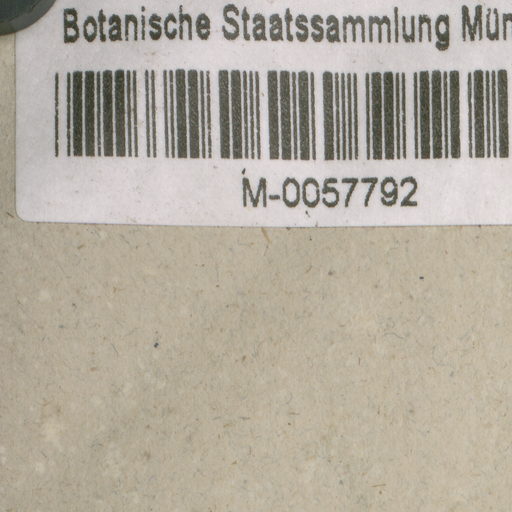 Botanische Staatssammlung Mün
M-0057792